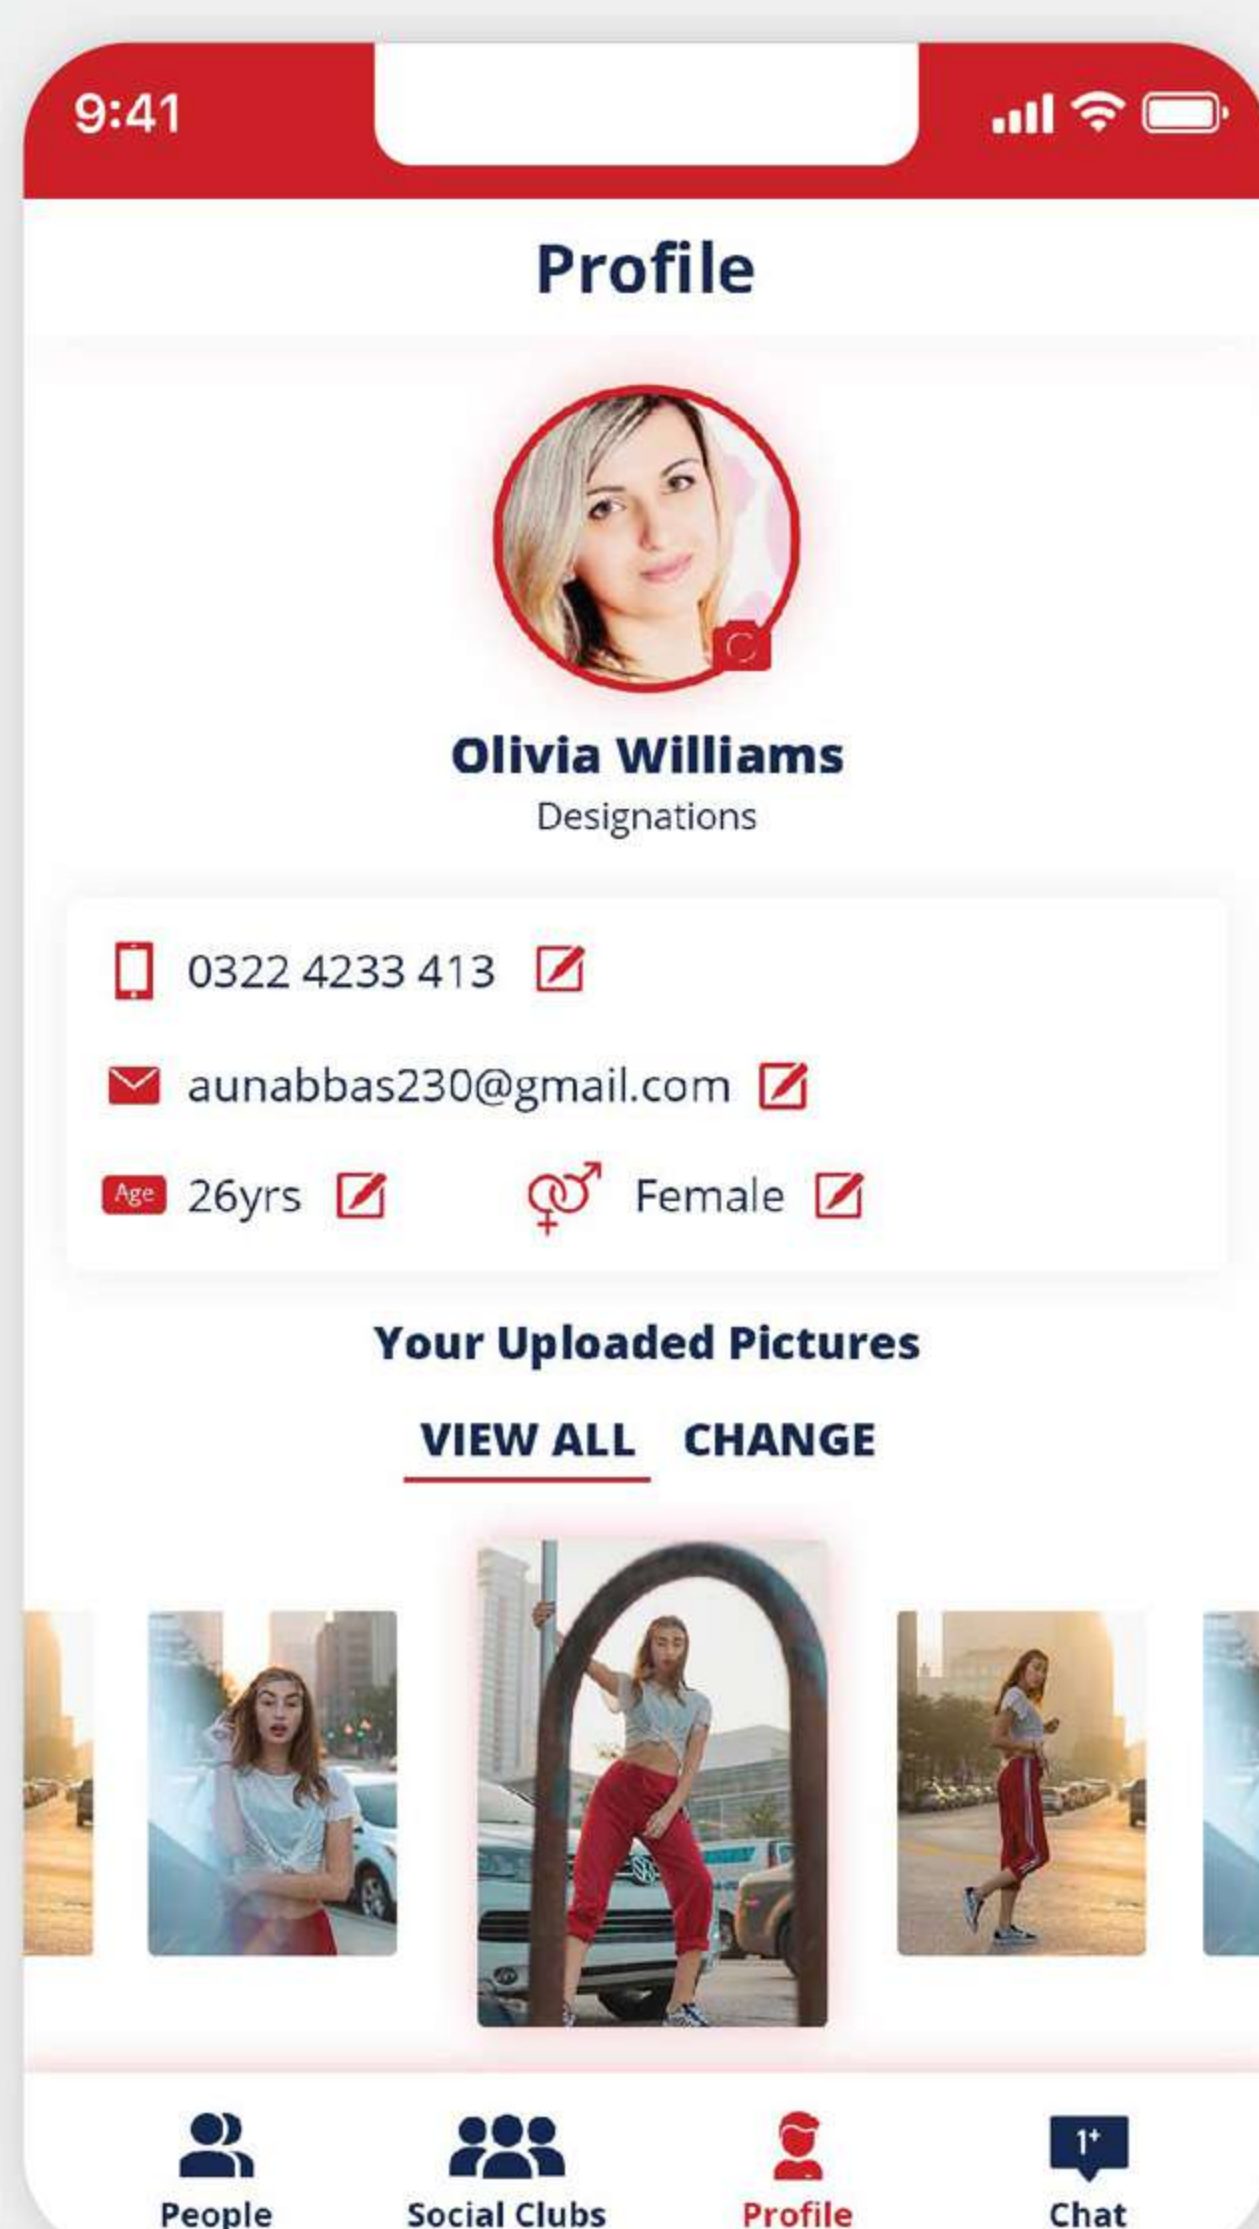 9:41
Profile
Olivia Williams
Designations
0322 4233 413
aunabbas230@gmail.com
Age 26yrs Female
Your Uploaded Pictures
VIEW ALL CHANGE
1+
People Social Clubs Profile Chat